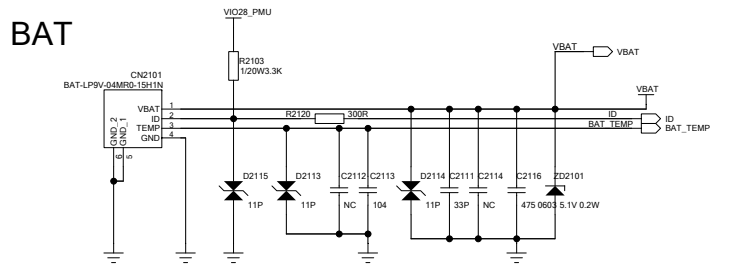 BAT
VIO28_PMU
R2103
1/20W3.3K
CN2101
BAT-LP9V-04MR0-15H1N
VBAT
VBAT
VBAT
VBAT 1
ID 2
TEMP 3
GND 4
GND_2
GND_1
6
5
R2120 300R
ID
ID
BAT_TEMP
BAT_TEMP
D2115
11P
D2113
11P
C2112
NC
C2113
104
D2114
11P
C2111
33P
C2114
NC
C2116
475 0603
ZD2101
5.1V 0.2W